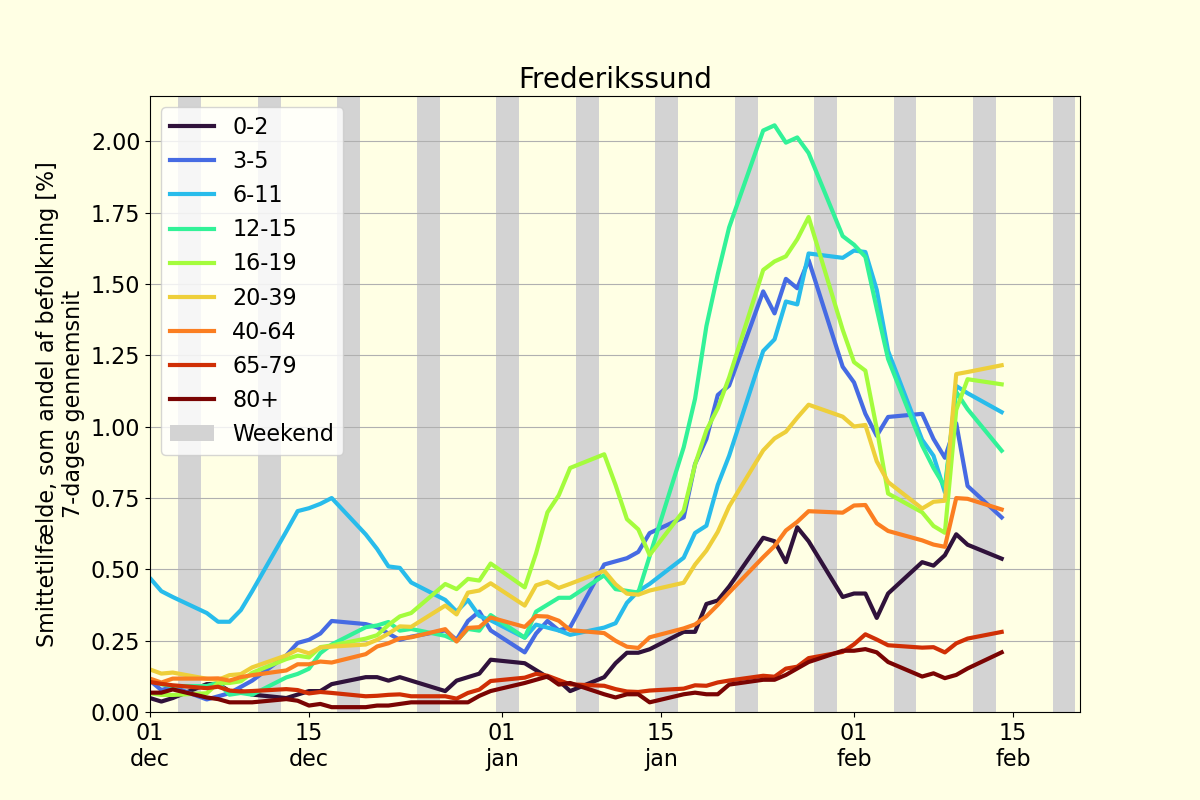 Frederikssund
Smittetilfælde, som andel af befolkning [%]
7-dages gennemsnit
2.00
1.75
1.50
1.25
1.00
0.75
0.50
0.25
0.00
0-2
3-5
6-11
12-15
16-19
20-39
40-64
65-79
80+
Weekend
01
dec
15
dec
01
jan
15
jan
01
feb
15
feb